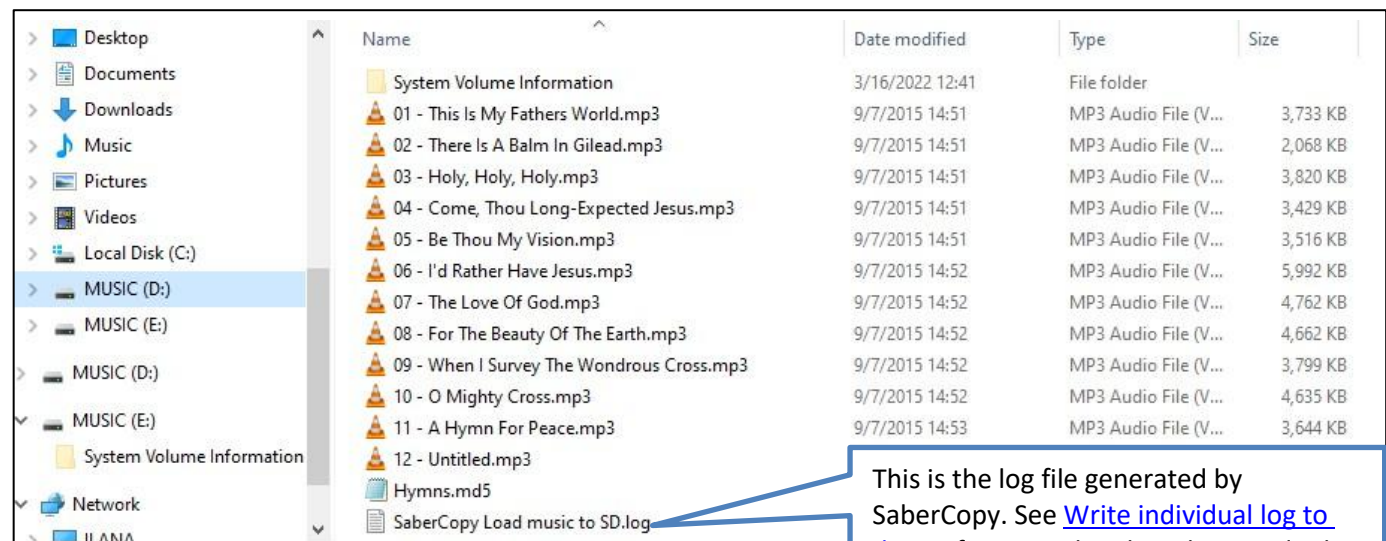 Desktop
Documents
Downloads
Music
Pictures
Videos
Local Disk (C:)
MUSIC (D:)
MUSIC (E:)
MUSIC (D:)
MUSIC (E:)
System Volume Information
Network
Name Date modified Type Size
System Volume Information 3/16/2022 12:41 File folder
01 - This Is My Fathers World.mp3 9/7/2015 14:51 MP3 Audio File (V... 3,733 KB
02 - There Is A Balm In Gilead.mp3 9/7/2015 14:51 MP3 Audio File (V... 2,068 KB
03 - Holy, Holy, Holy.mp3 9/7/2015 14:51 MP3 Audio File (V... 3,820 KB
04 - Come, Thou Long-Expected Jesus.mp3 9/7/2015 14:51 MP3 Audio File (V... 3,429 KB
05 - Be Thou My Vision.mp3 9/7/2015 14:51 MP3 Audio File (V... 3,516 KB
06 - I'd Rather Have Jesus.mp3 9/7/2015 14:52 MP3 Audio File (V... 5,992 KB
07 - The Love Of God.mp3 9/7/2015 14:52 MP3 Audio File (V... 4,762 KB
08 - For The Beauty Of The Earth.mp3 9/7/2015 14:52 MP3 Audio File (V... 4,662 KB
09 - When I Survey The Wondrous Cross.mp3 9/7/2015 14:52 MP3 Audio File (V... 3,799 KB
10 - O Mighty Cross.mp3 9/7/2015 14:52 MP3 Audio File (V... 4,635 KB
11 - A Hymn For Peace.mp3 9/7/2015 14:53 MP3 Audio File (V... 3,644 KB
12 - Untitled.mp3
Hymns.md5
SaberCopy Load music to SD.log
This is the log file generated by
SaberCopy. See Write individual log to